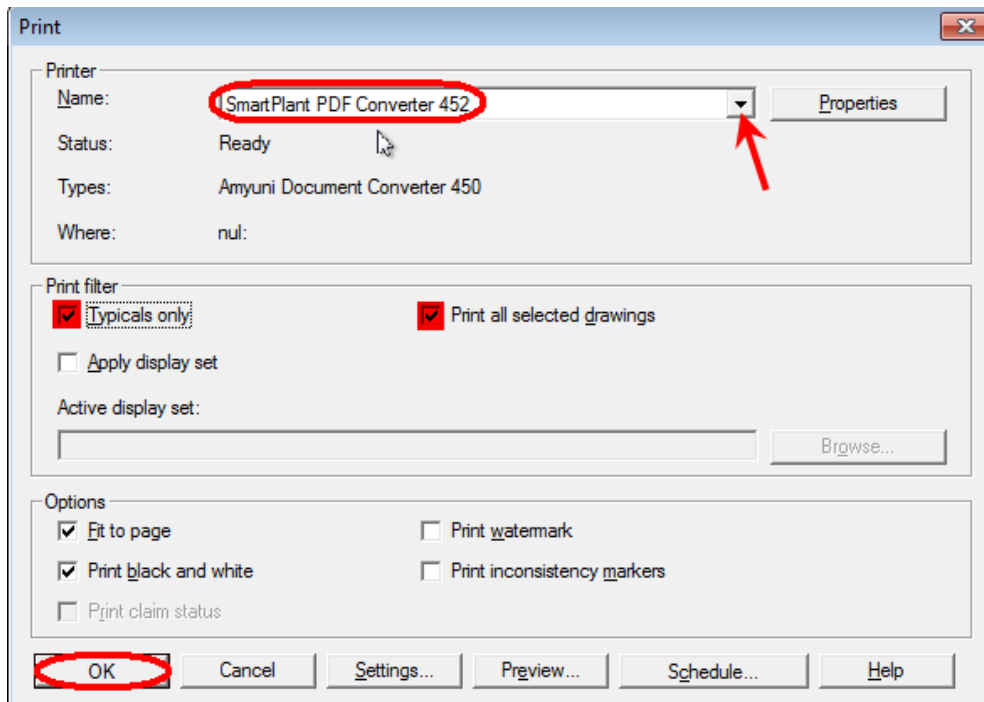 Print
Printer
Name: SmartPlant PDF Converter 452 Properties
Status: Ready
Types: Amyuni Document Converter 450
Where: nul:
Print filter
Typicals only Print all selected drawings
Apply display set
Active display set:
Browse...
Options
Fit to page Print watermark
Print black and white Print inconsistency markers
Print claim status
OK Cancel Settings... Preview... Schedule... Help